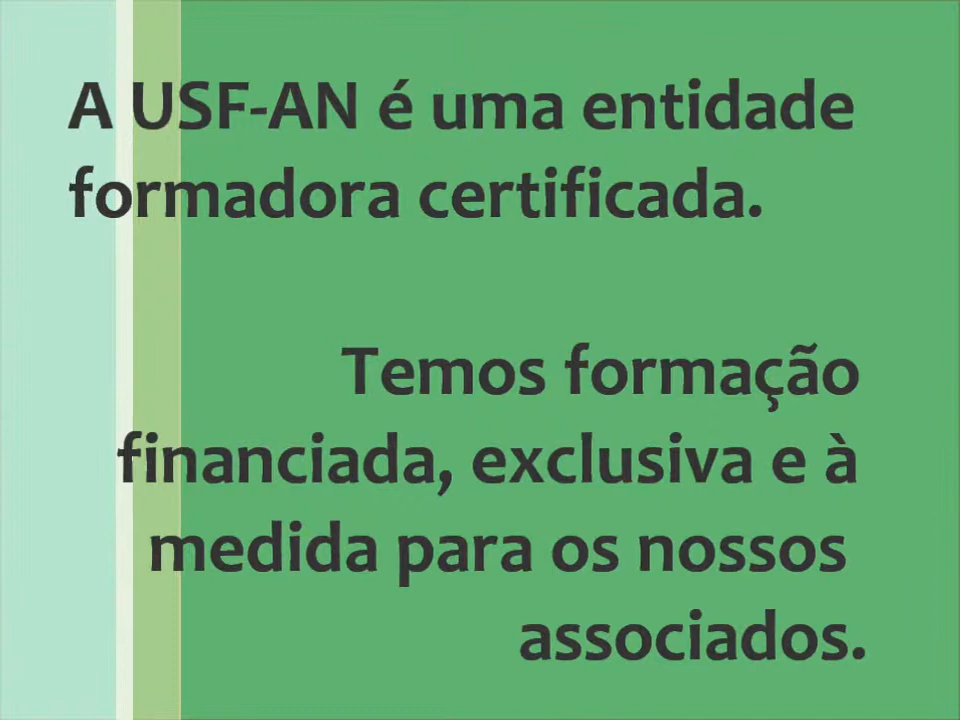 A USF-AN é uma entidade
formadora certificada.
Temos formação
financiada, exclusiva e à
medida para os nossos
associados.